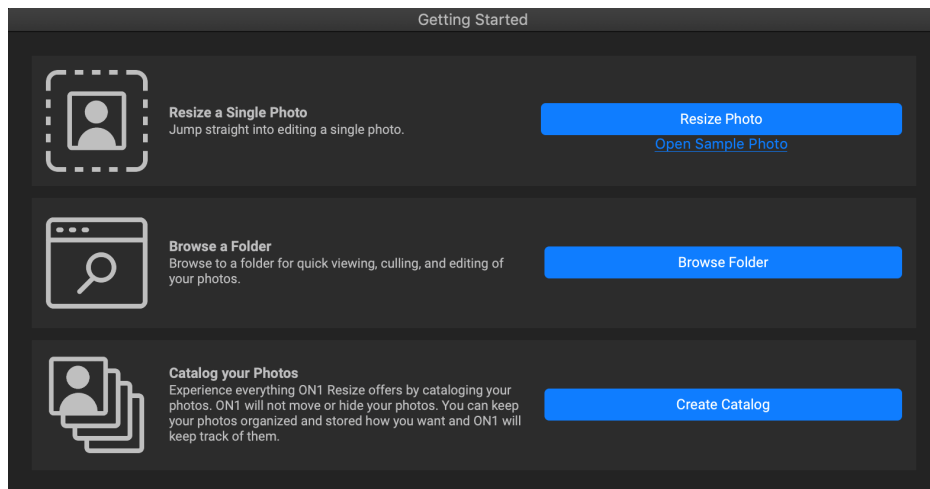 Getting Started
Resize a Single Photo
Jump straight into editing a single photo.
Resize Photo
Open Sample Photo
Browse a Folder
Browse to a folder for quick viewing, culling, and editing of
your photos.
Browse Folder
Catalog your Photos
Experience everything ON1 Resize offers by cataloging your
photos. ON1 will not move or hide your photos. You can keep
your photos organized and stored how you want and ON1 will
keep track of them.
Create Catalog